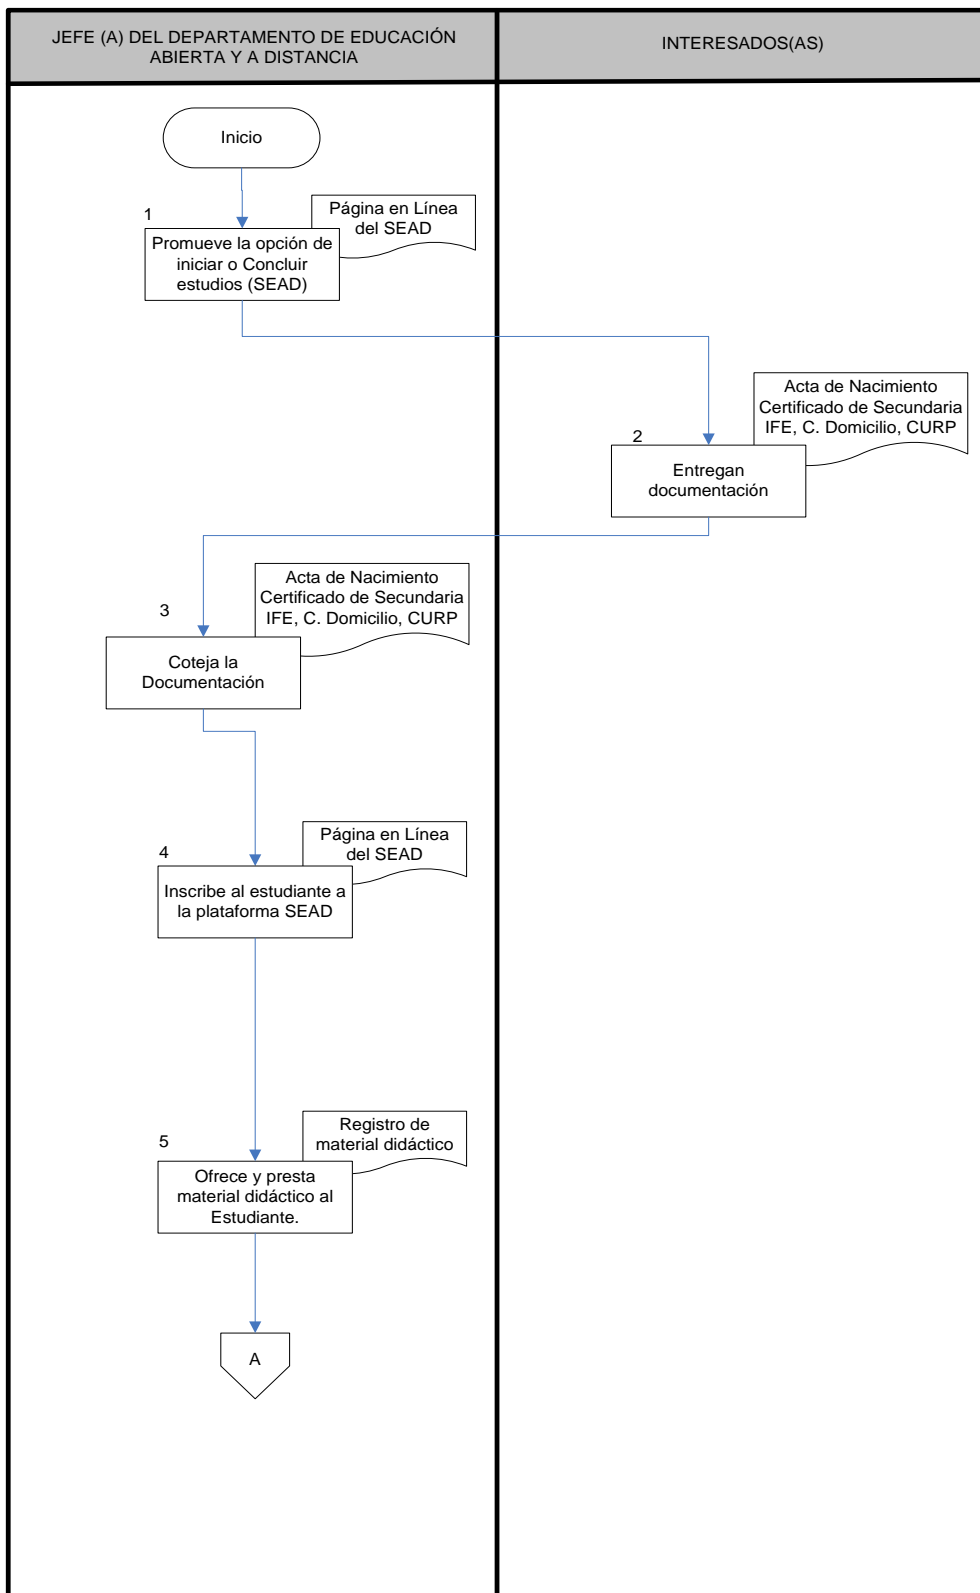 JEFE (A) DEL DEPARTAMENTO DE EDUCACIÓN
ABIERTA Y A DISTANCIA
INTERESADOS(AS)
Inicio
1
Página en Línea
del SEAD
Promueve la opción de
iniciar o Concluir
estudios (SEAD)
Acta de Nacimiento
Certificado de Secundaria
IFE, C. Domicilio, CURP
2
Entregan
documentación
Acta de Nacimiento
Certificado de Secundaria
IFE, C. Domicilio, CURP
3
Coteja la
Documentación
Página en Línea
del SEAD
4
Inscribe al estudiante a
la plataforma SEAD
Registro de
material didáctico
5
Ofrece y presta
material didáctico al
Estudiante.
A